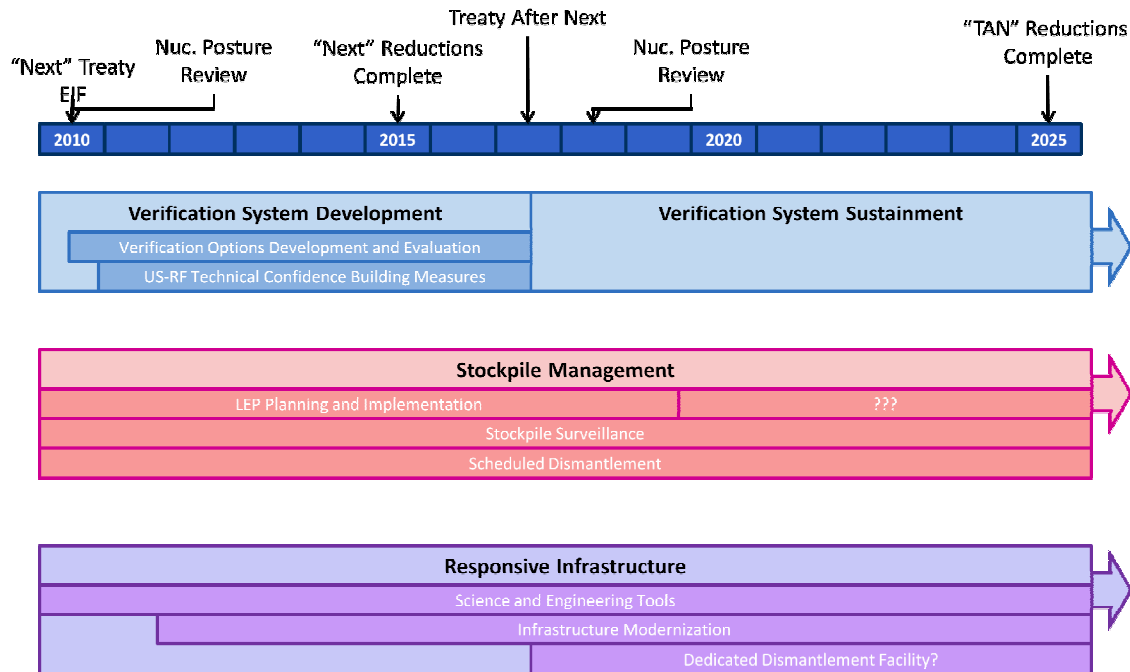 Treaty After Next
"Next" Treaty
EIF
Nuc. Posture
Review
"Next" Reductions
Complete
Nuc. Posture
Review
"TAN" Reductions
Complete
2010
2015
2020
2025
Verification System Development
Verification System Sustainment
Verification Options Development and Evaluation
US-RF Technical Confidence Building Measures
Stockpile Management
LEP Planning and Implementation
???
Stockpile Surveillance
Scheduled Dismantlement
Responsive Infrastructure
Science and Engineering Tools
Infrastructure Modernization
Dedicated Dismantlement Facility?